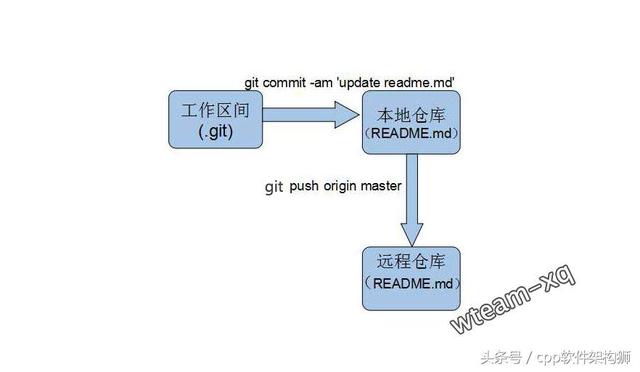 git commit -am 'update readme.md'
工作区间
(.git)
本地仓库
（README.md）
git push origin master
远程仓库
（README.md）
wteam-xq
头条号 / cpp软件架构狮